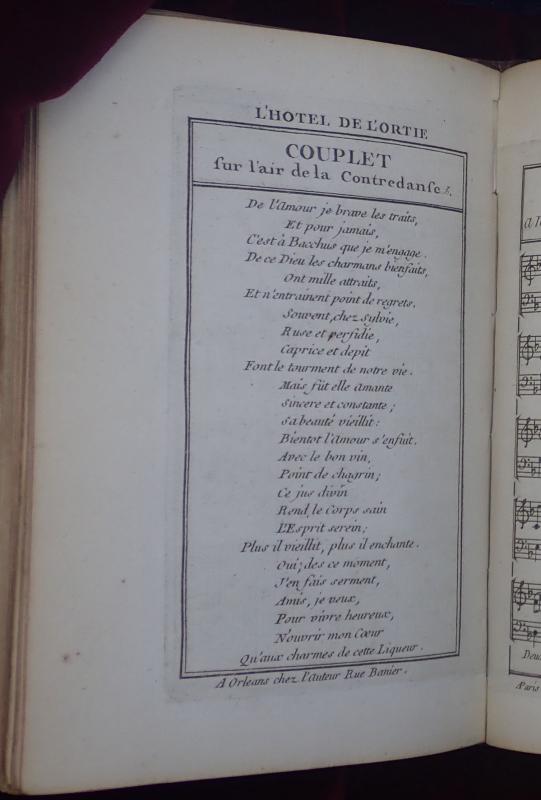 L'HOTEL DE L'ORTIE
COUPLET
sur l'air de la Contredanse.
De l'Amour je brave les traits,
Et pour jamais,
C'est à Bacchus que je m'engage.
De ce Dieu les charmans bienfaits,
Ont mille attraits,
Et n'entrainent point de regrets.
Souvent, chez Sylvie,
Ruse et perfidie,
Caprice et depit
Font le tourment de notre vie.
Mais fût elle amante
Sincere et constante;
Sa beauté vieillit:
Bientot l'Amour s'enfuit.
Avec le bon vin,
Point de chagrin;
Ce jus divin
Rend, le Corps sain
L'Esprit serein;
Plus il vieillit, plus il enchante.
Oui; des ce moment,
J'en fais serment,
Amis, je veux,
Pour vivre heureux,
N'ouvrir mon Cœur
Qu'aux charmes de cette Liqueur.
A Orleans chez l'Auteur Rue Banier.
Deux
A Paris